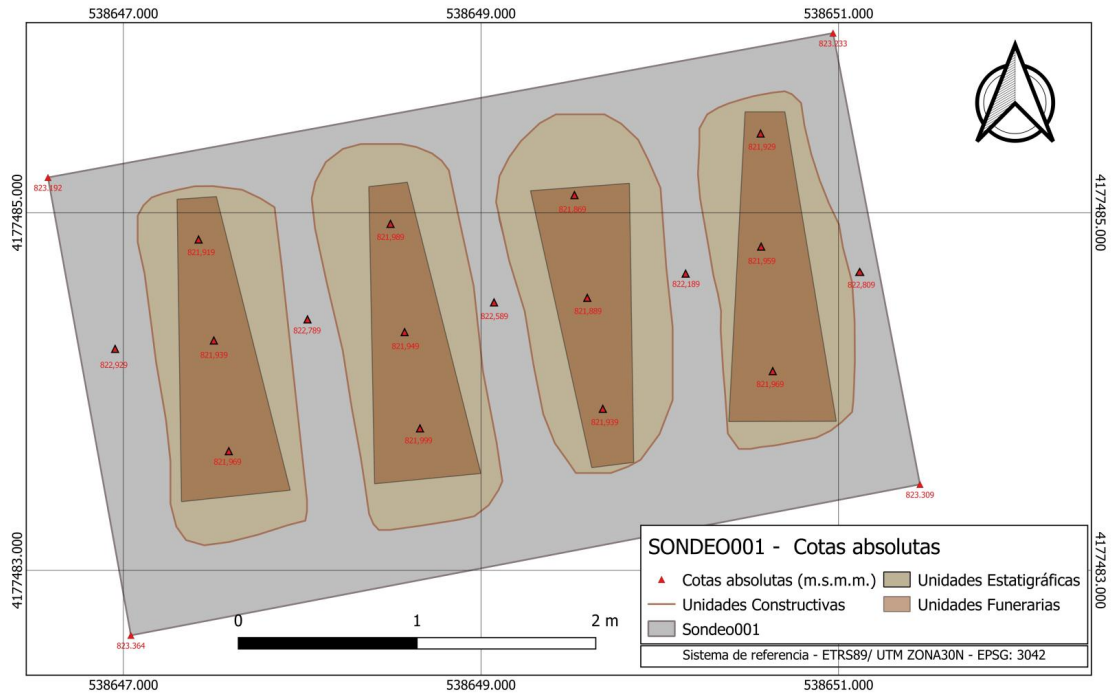 538647.000 538649.000 538651.000
823.233
821,929
823.192
4177485.000 4177485.000
821,869
821,989
821,919
821,959
822,189 822,809
821,889
822,589
822,789
821,949
821,939
822,929
821,969
821,939
821,999
821,969
823.309
SONDEO001 - Cotas absolutas
Cotas absolutas (m.s.m.m.) Unidades Estatigráficas
Unidades Constructivas Unidades Funerarias
Sondeo001
Sistema de referencia - ETRS89/ UTM ZONA30N - EPSG: 3042
4177483.000 4177483.000
0 1 2 m
823.364
538647.000 538649.000 538651.000